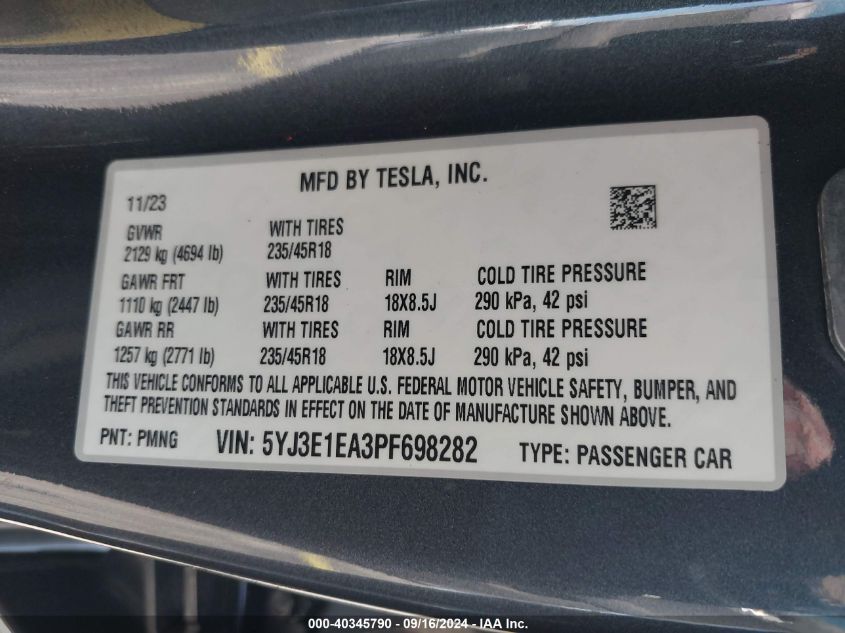 MFD BY TESLA, INC.
11/23
GVWR WITH TIRES
2129 kg (4694 lb) 235/45R18
GAWR FRT WITH TIRES RIM COLD TIRE PRESSURE
1110 kg (2447 lb) 235/45R18 18X8.5J 290 kPa, 42 psi
GAWR RR WITH TIRES RIM COLD TIRE PRESSURE
1257 kg (2771 lb) 235/45R18 18X8.5J 290 kPa, 42 psi
THIS VEHICLE CONFORMS TO ALL APPLICABLE U.S. FEDERAL MOTOR VEHICLE SAFETY, BUMPER, AND
THEFT PREVENTION STANDARDS IN EFFECT ON THE DATE OF MANUFACTURE SHOWN ABOVE.
PNT: PMNG VIN: 5YJ3E1EA3PF698282 TYPE: PASSENGER CAR
000-40345790 - 09/16/2024 - IAA Inc.